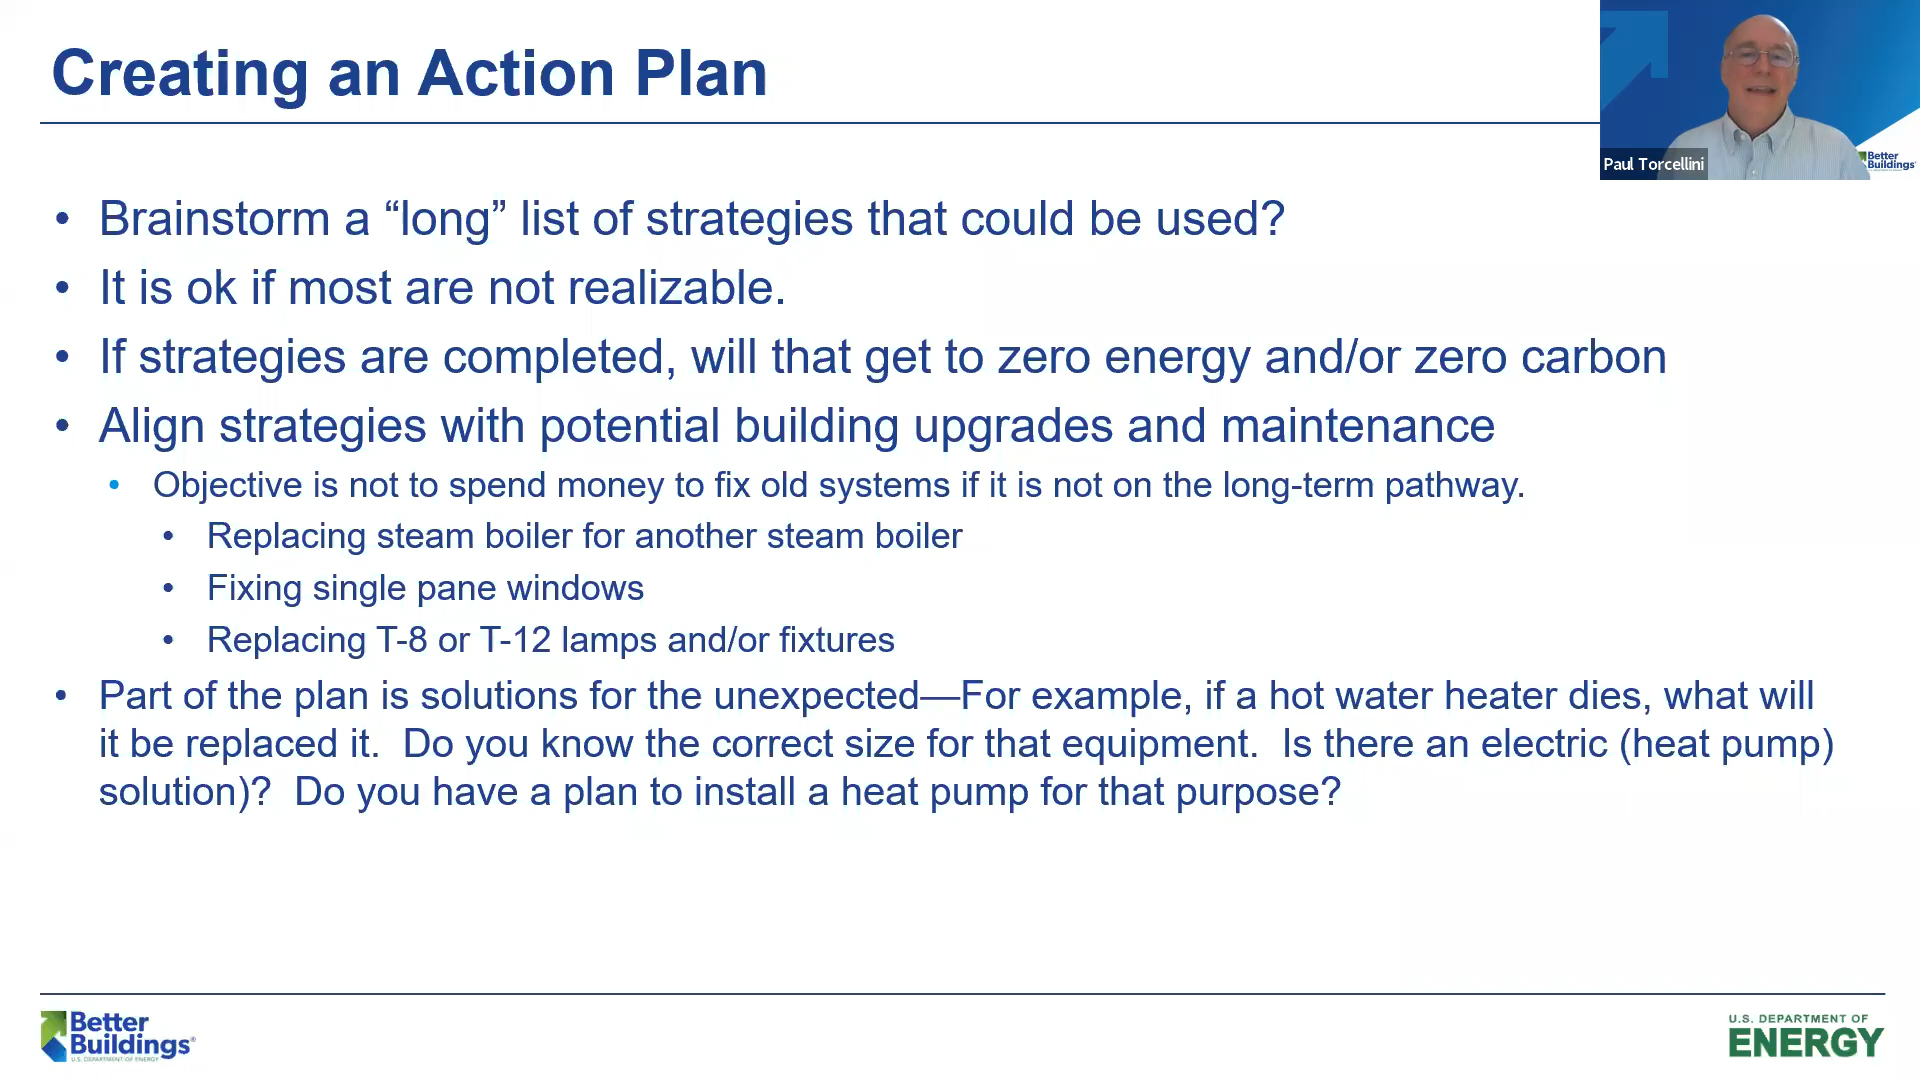 Creating an Action Plan
Paul Torcellini
Better
Buildings®
• Brainstorm a “long” list of strategies that could be used?
• It is ok if most are not realizable.
• If strategies are completed, will that get to zero energy and/or zero carbon
• Align strategies with potential building upgrades and maintenance
• Objective is not to spend money to fix old systems if it is not on the long-term pathway.
• Replacing steam boiler for another steam boiler
• Fixing single pane windows
• Replacing T-8 or T-12 lamps and/or fixtures
• Part of the plan is solutions for the unexpected—For example, if a hot water heater dies, what will
it be replaced it.  Do you know the correct size for that equipment.  Is there an electric (heat pump)
solution)?  Do you have a plan to install a heat pump for that purpose?
Better
Buildings®
U.S. DEPARTMENT OF ENERGY
U.S. DEPARTMENT OF
ENERGY